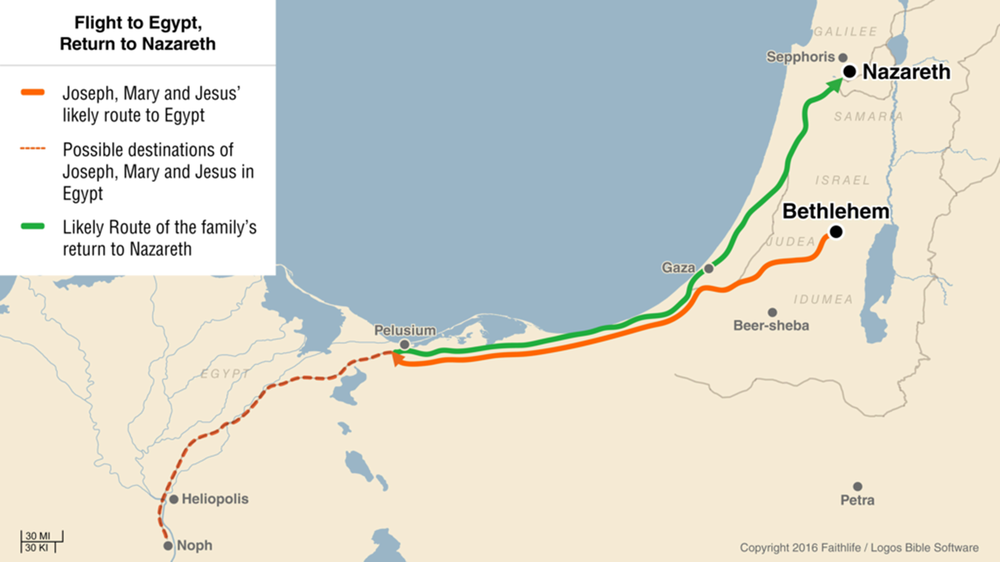 Flight to Egypt,
Return to Nazareth
Joseph, Mary and Jesus’
likely route to Egypt
Possible destinations of
Joseph, Mary and Jesus in
Egypt
Likely Route of the family’s
return to Nazareth
GALILEE
Sepphoris
Nazareth
SAMARIA
ISRAEL
Bethlehem
JUDEA
Gaza
IDUMEA
Beer-sheba
Pelusium
EGYPT
Heliopolis
Petra
Noph
30 MI
30 KI
Copyright 2016 Faithlife / Logos Bible Software